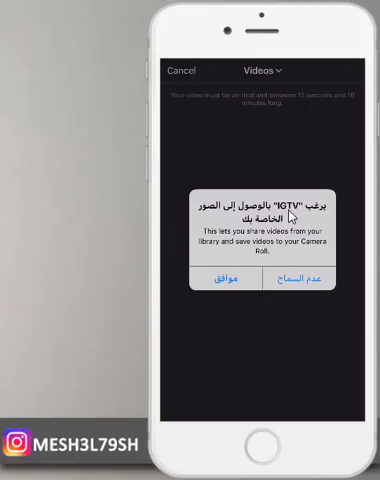 Cancel
Videos
Your video must be vertical and between 15 seconds and 10
minutes long.
يرغب "IGTV" بالوصول إلى الصور
الخاصة بك
This lets you share videos from your
library and save videos to your Camera
Roll.
موافق
عدم السماح
MESH3L79SH